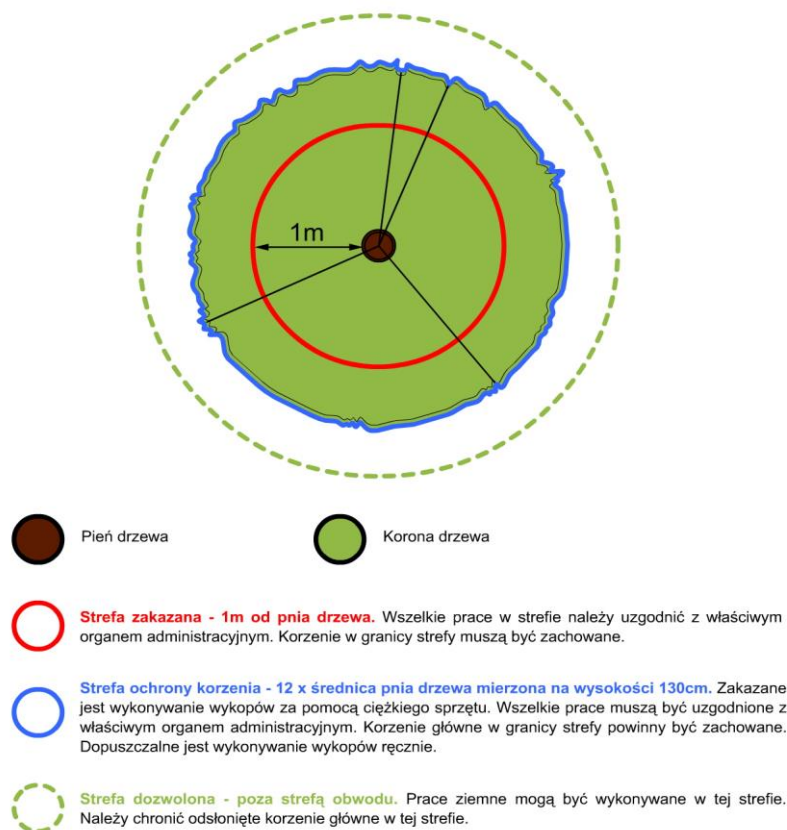 1m
Pień drzewa
Korona drzewa
Strefa zakazana - 1m od pnia drzewa. Wszelkie prace w strefie należy uzgodnić z właściwym
organem administracyjnym. Korzenie w granicy strefy muszą być zachowane.
Strefa ochrony korzenia - 12 x średnica pnia drzewa mierzona na wysokości 130cm. Zakazane
jest wykonywanie wykopów za pomocą ciężkiego sprzętu. Wszelkie prace muszą być uzgodnione z
właściwym organem administracyjnym. Korzenie główne w granicy strefy powinny być zachowane.
Dopuszczalne jest wykonywanie wykopów ręcznie.
Strefa dozwolona - poza strefą obwodu. Prace ziemne mogą być wykonywane w tej strefie.
Należy chronić odsłonięte korzenie główne w tej strefie.